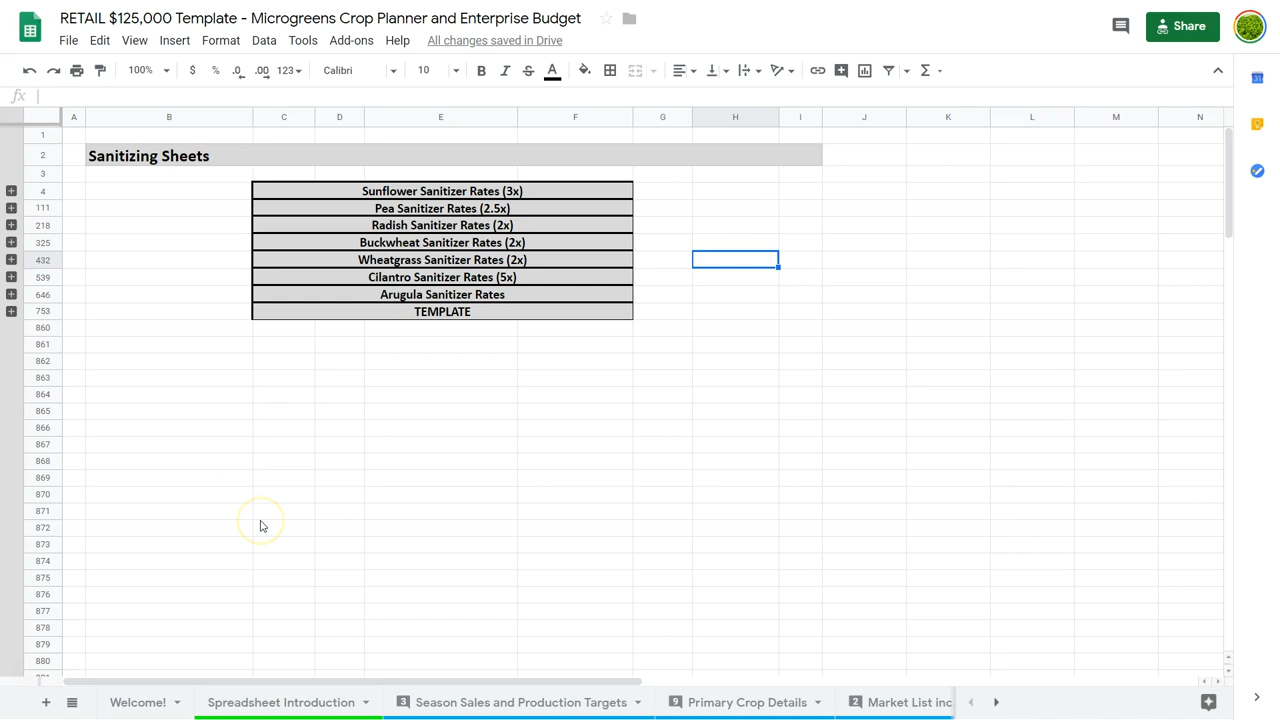 RETAIL $125,000 Template - Microgreens Crop Planner and Enterprise Budget
File Edit View Insert Format Data Tools Add-ons Help All changes saved in Drive
Share
100% $ % .0 .00 123 Calibri 10 B I S A Σ
fx
A B C D E F G H I J K L M N
1
2 Sanitizing Sheets
3
4 Sunflower Sanitizer Rates (3x)
111 Pea Sanitizer Rates (2.5x)
218 Radish Sanitizer Rates (2x)
325 Buckwheat Sanitizer Rates (2x)
432 Wheatgrass Sanitizer Rates (2x)
539 Cilantro Sanitizer Rates (5x)
646 Arugula Sanitizer Rates
753 TEMPLATE
860
861
862
863
864
865
866
867
868
869
870
871
872
873
874
875
876
877
878
879
880
Welcome! Spreadsheet Introduction 3 Season Sales and Production Targets 9 Primary Crop Details 2 Market List inc